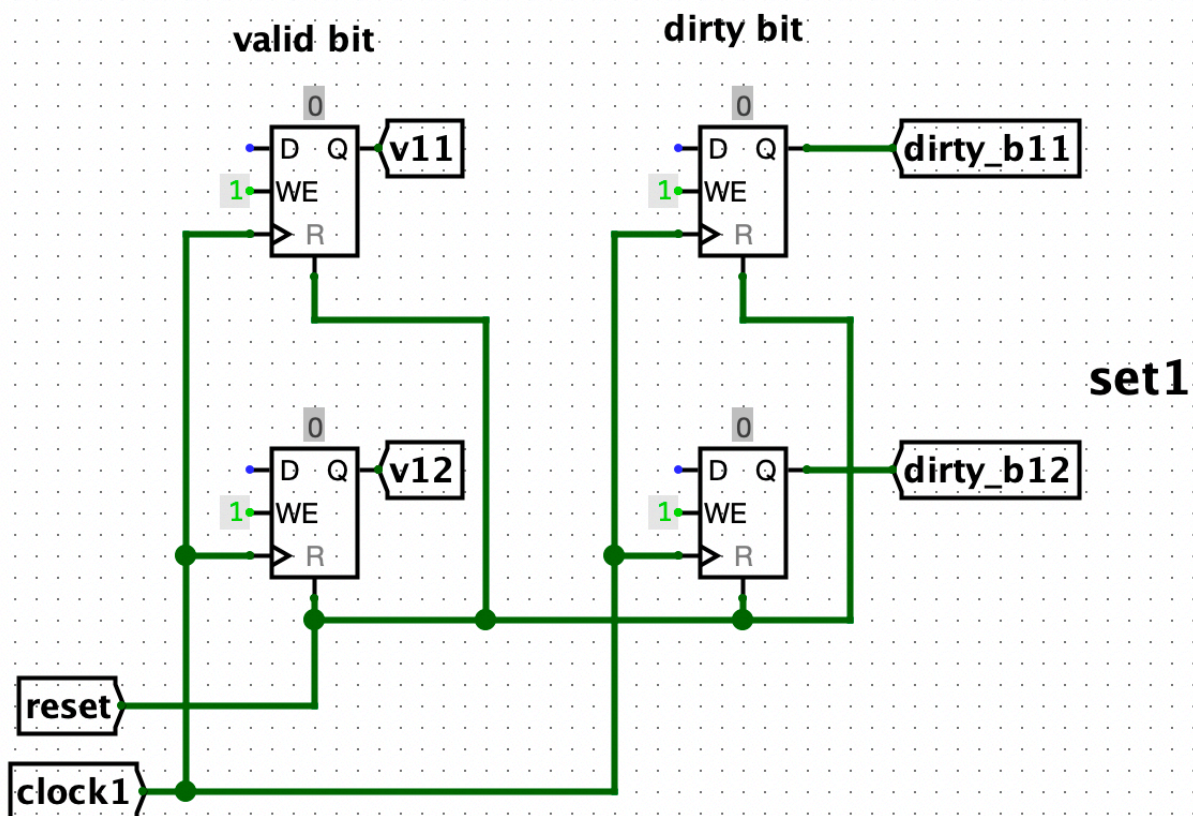 valid bit
dirty bit
0
0
D Q
v11
D Q
dirty_b11
1 WE
1 WE
R
R
set1
0
0
D Q
v12
D Q
dirty_b12
1 WE
1 WE
R
R
reset
clock1